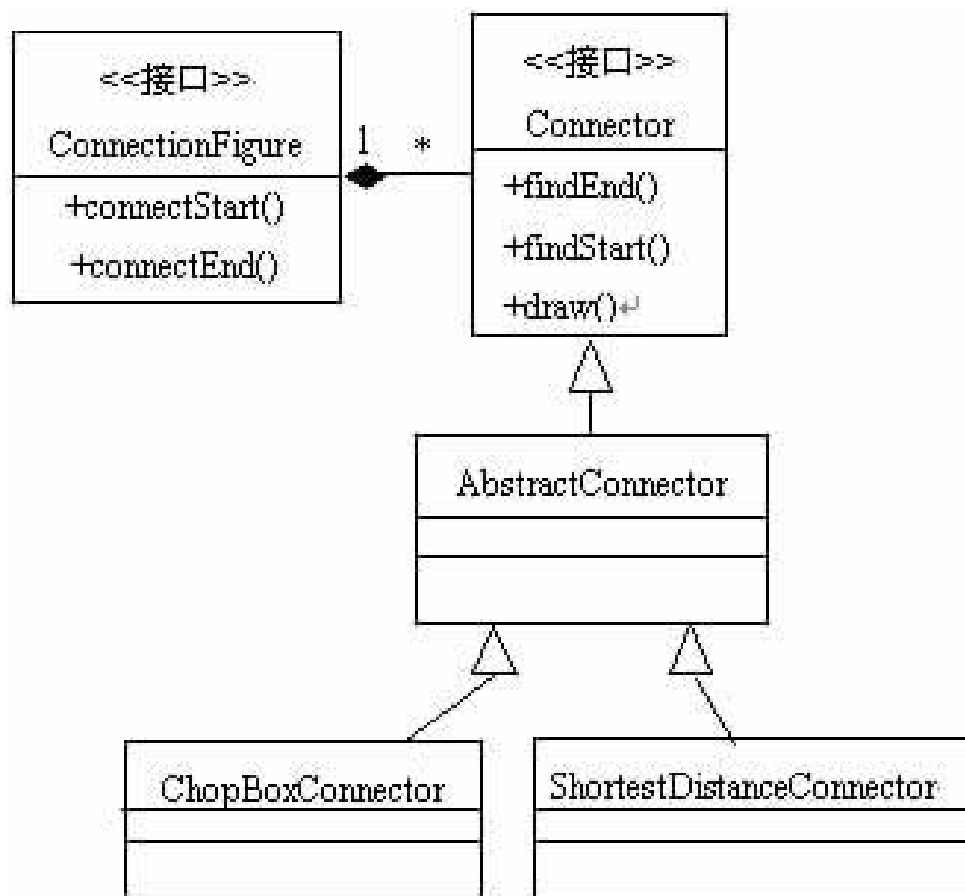 <<接口>>
ConnectionFigure
+connectStart()
+connectEnd()
1
*
<<接口>>
Connector
+findEnd()
+findStart()
+draw()↵
AbstractConnector
ChopBoxConnector
ShortestDistanceConnector